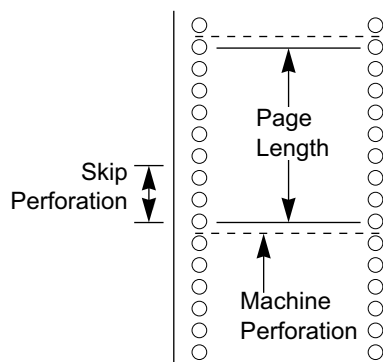 Page
Length
Skip
Perforation
Machine
Perforation